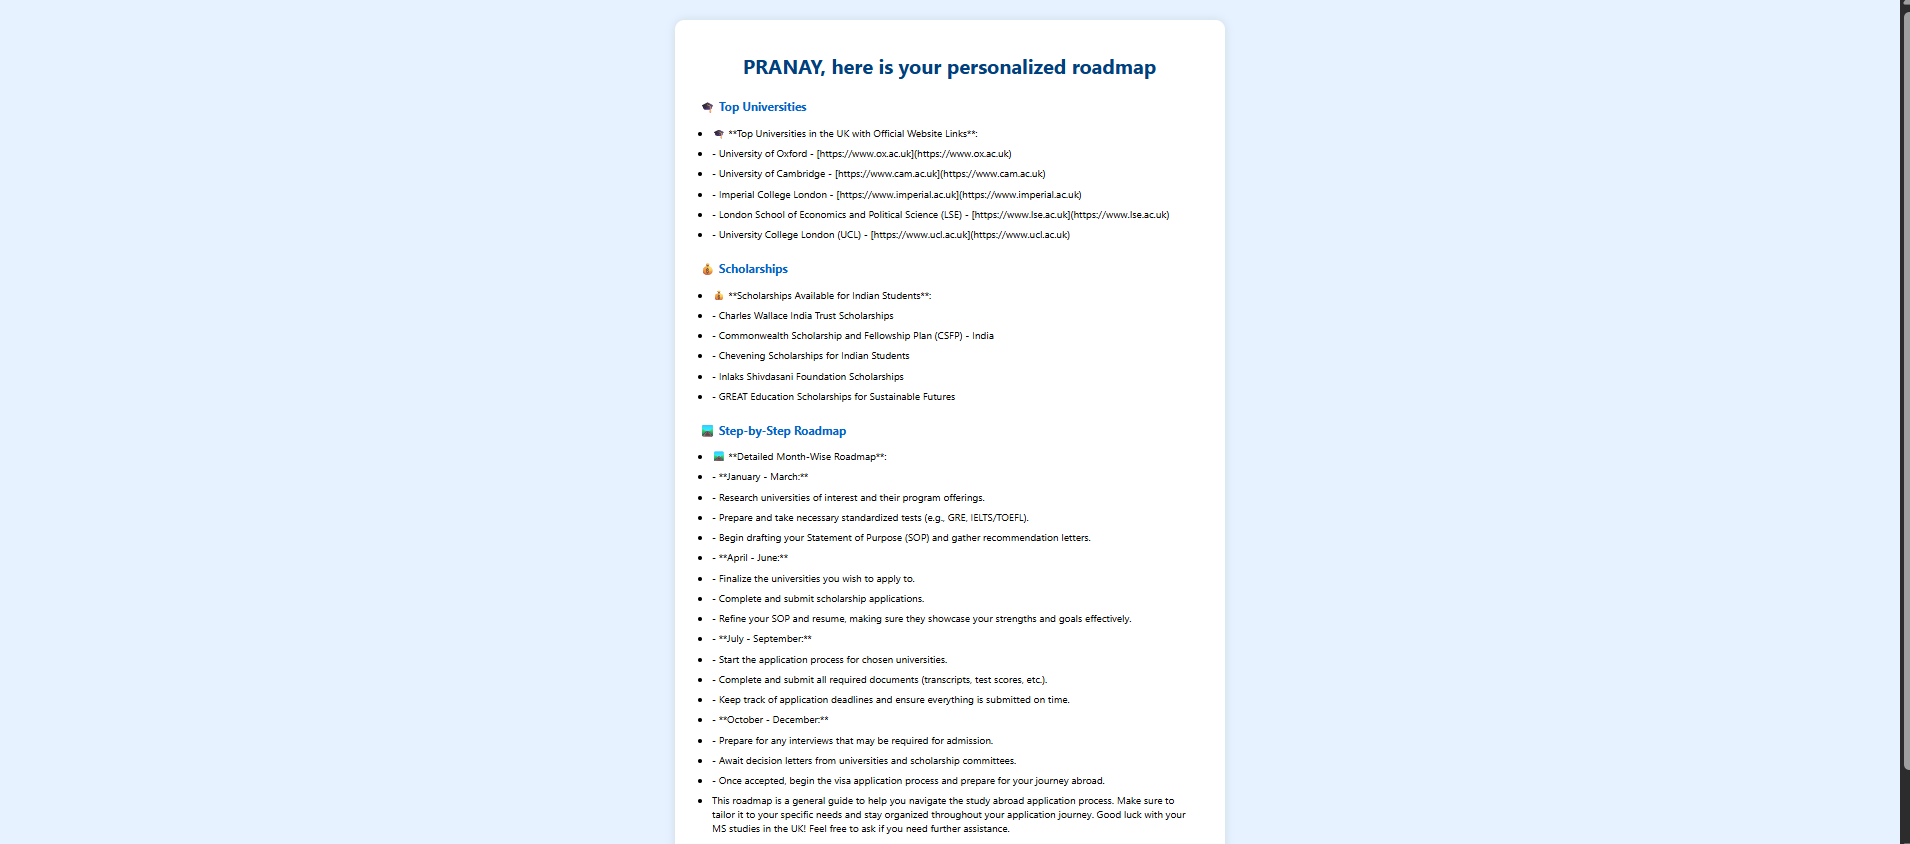 PRANAY, here is your personalized roadmap
🎓 Top Universities
• 🎓 **Top Universities in the UK with Official Website Links**:
• - University of Oxford - [https://www.ox.ac.uk](https://www.ox.ac.uk)
• - University of Cambridge - [https://www.cam.ac.uk](https://www.cam.ac.uk)
• - Imperial College London - [https://www.imperial.ac.uk](https://www.imperial.ac.uk)
• - London School of Economics and Political Science (LSE) - [https://www.lse.ac.uk](https://www.lse.ac.uk)
• - University College London (UCL) - [https://www.ucl.ac.uk](https://www.ucl.ac.uk)
💰 Scholarships
• 💰 **Scholarships Available for Indian Students**:
• - Charles Wallace India Trust Scholarships
• - Commonwealth Scholarship and Fellowship Plan (CSFP) - India
• - Chevening Scholarships for Indian Students
• - Inlaks Shivdasani Foundation Scholarships
• - GREAT Education Scholarships for Sustainable Futures
🛤️ Step-by-Step Roadmap
• 🛤️ **Detailed Month-Wise Roadmap**:
• - **January - March:**
• - Research universities of interest and their program offerings.
• - Prepare and take necessary standardized tests (e.g., GRE, IELTS/TOEFL).
• - Begin drafting your Statement of Purpose (SOP) and gather recommendation letters.
• - **April - June:**
• - Finalize the universities you wish to apply to.
• - Complete and submit scholarship applications.
• - Refine your SOP and resume, making sure they showcase your strengths and goals effectively.
• - **July - September:**
• - Start the application process for chosen universities.
• - Complete and submit all required documents (transcripts, test scores, etc.).
• - Keep track of application deadlines and ensure everything is submitted on time.
• - **October - December:**
• - Prepare for any interviews that may be required for admission.
• - Await decision letters from universities and scholarship committees.
• - Once accepted, begin the visa application process and prepare for your journey abroad.
• This roadmap is a general guide to help you navigate the study abroad application process. Make sure to
tailor it to your specific needs and stay organized throughout your application journey. Good luck with your
MS studies in the UK! Feel free to ask if you need further assistance.